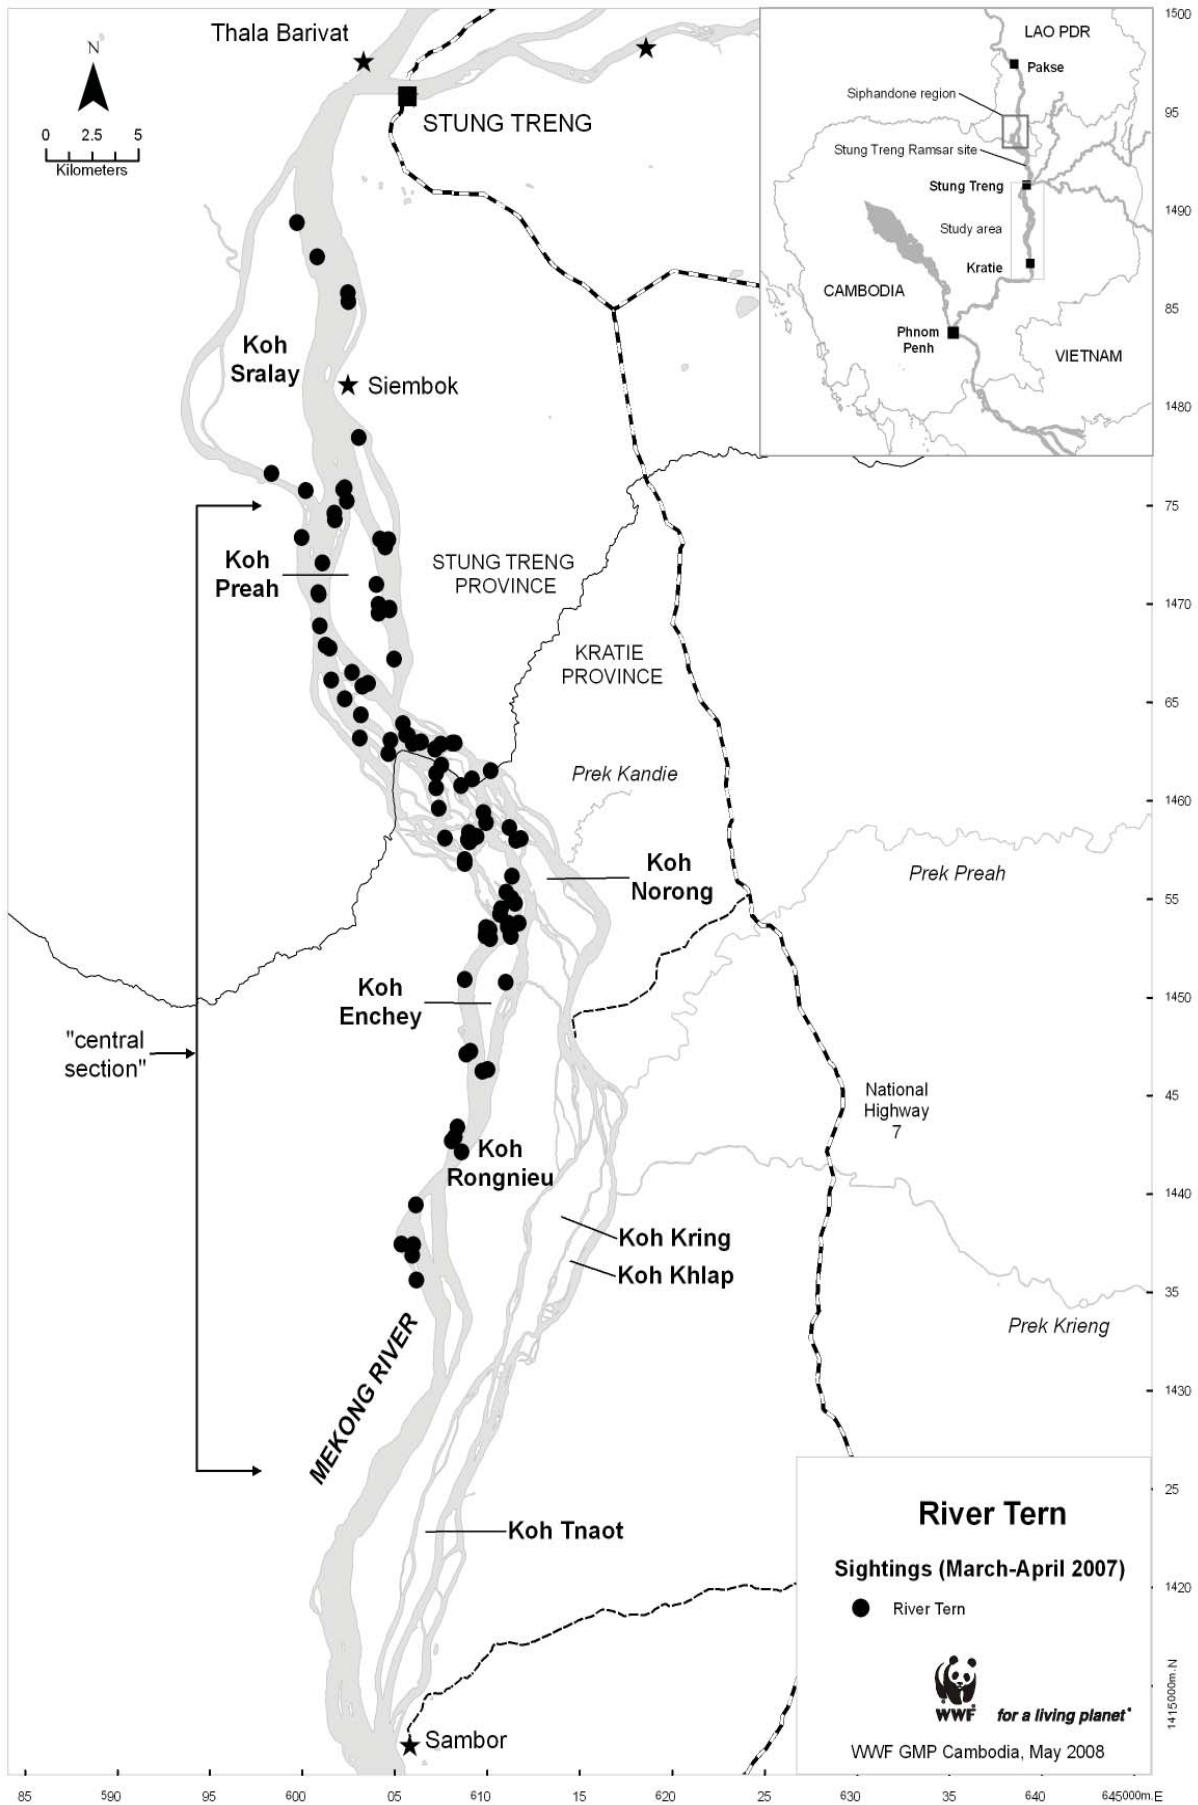 Thala Barivat
N
0 2.5 5
Kilometers
STUNG TRENG
Koh
Sralay
Siembok
Koh
Preah
STUNG TRENG
PROVINCE
KRATIE
PROVINCE
Prek Kandie
Koh
Norong
Prek Preah
Koh
Enchey
"central
section"
National
Highway
7
Koh
Rongnieu
Koh Kring
Koh Khlap
Prek Krieng
MEKONG RIVER
Koh Tnaot
Sambor
LAO PDR
Pakse
Siphandone region
Stung Treng Ramsar site
Stung Treng
Study area
Kratie
CAMBODIA
Phnom
Penh
VIETNAM
1500
95
1490
85
1480
75
1470
65
1460
55
1450
45
1440
35
1430
25
1420
1415000m.N
River Tern
Sightings (March-April 2007)
River Tern
WWF
for a living planet®
WWF GMP Cambodia, May 2008
85 590 95 600 05 610 15 620 25 630 35 640 645000m.E